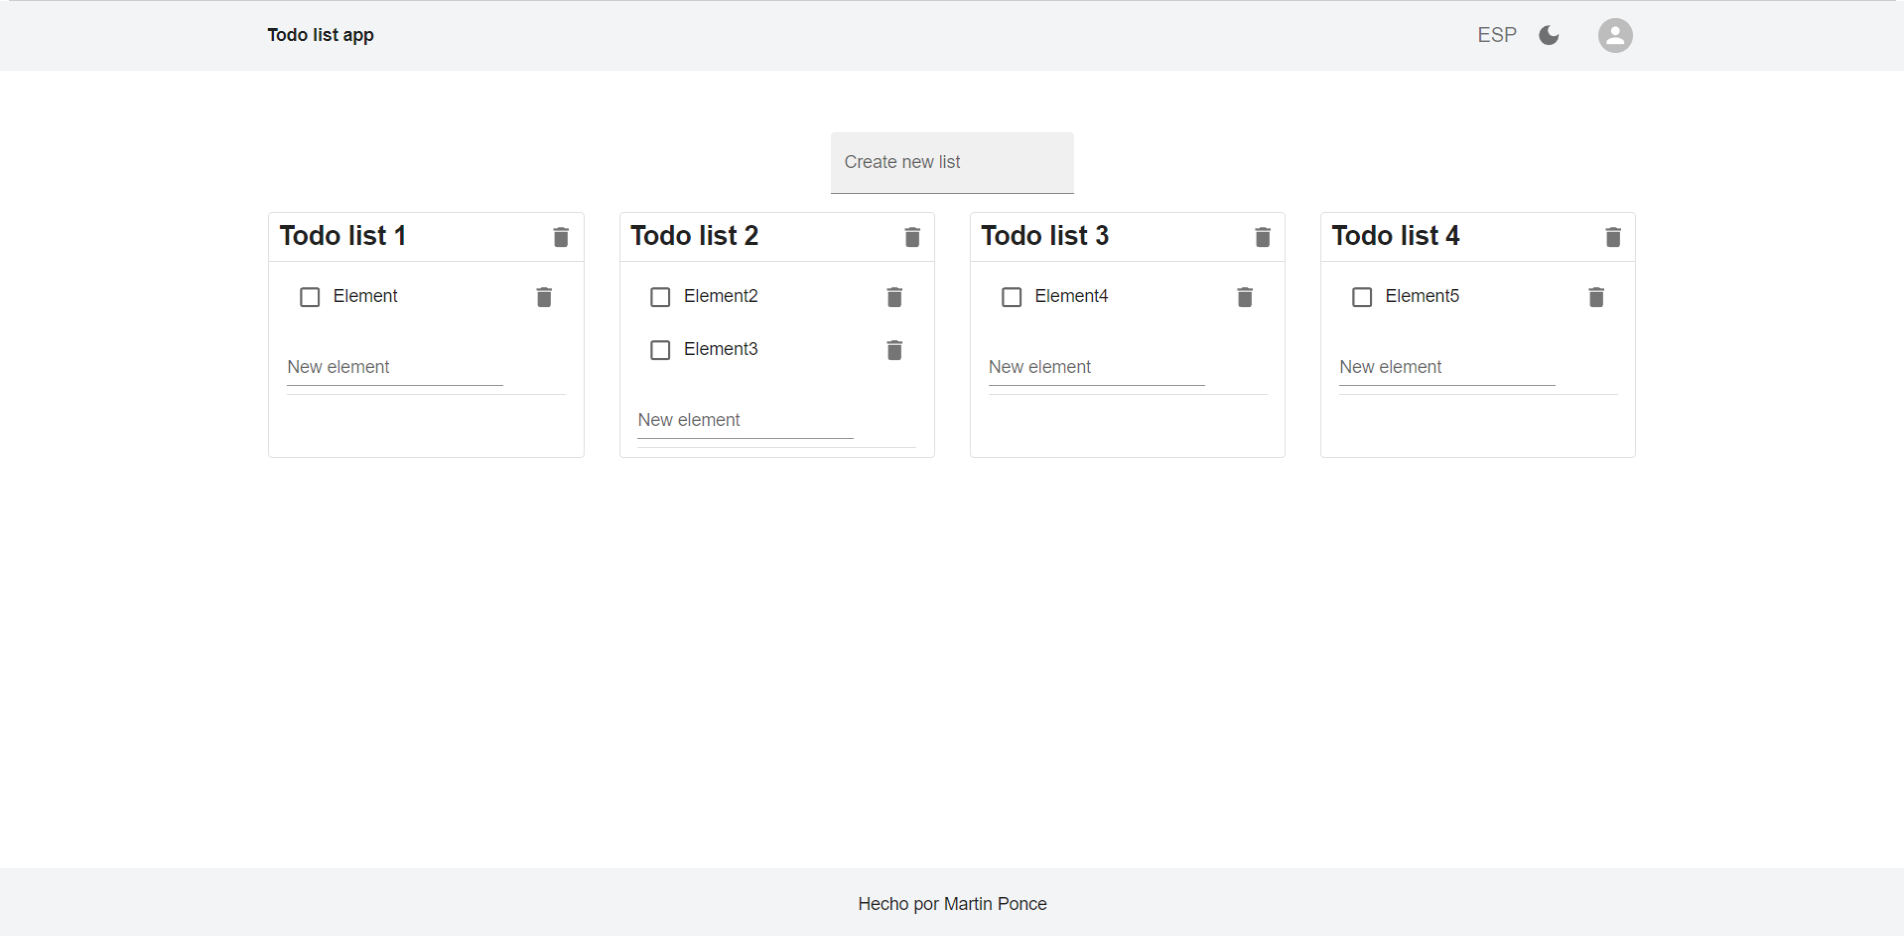 Todo list app
ESP
Create new list
Todo list 1
Element
New element
Todo list 2
Element2
Element3
New element
Todo list 3
Element4
New element
Todo list 4
Element5
New element
Hecho por Martin Ponce